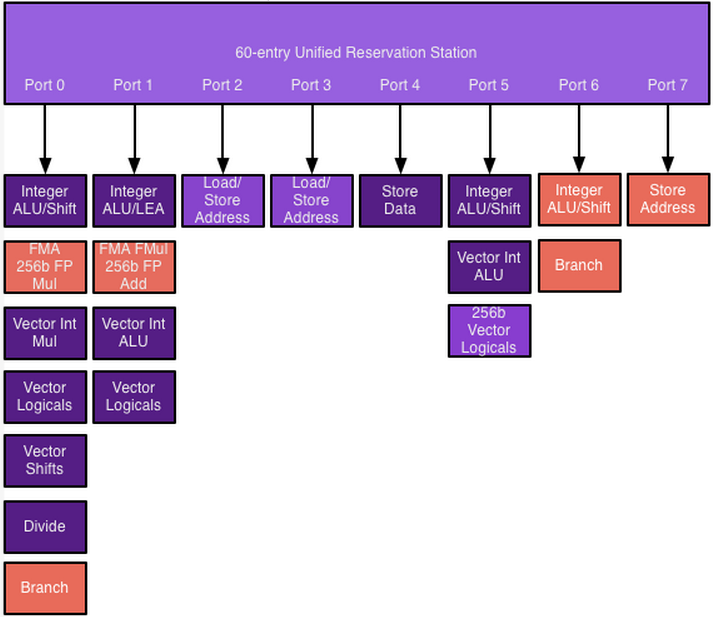 60-entry Unified Reservation Station
Port 0 Port 1 Port 2 Port 3 Port 4 Port 5 Port 6 Port 7
Integer
ALU/Shift
Integer
ALU/LEA
Load/
Store
Address
Load/
Store
Address
Store
Data
Integer
ALU/Shift
Integer
ALU/Shift
Store
Address
FMA
256b FP
Mul
FMA FMul
256b FP
Add
Vector Int
ALU
Branch
Vector Int
Mul
Vector Int
ALU
256b
Vector
Logicals
Vector
Logicals
Vector
Logicals
Vector
Shifts
Divide
Branch